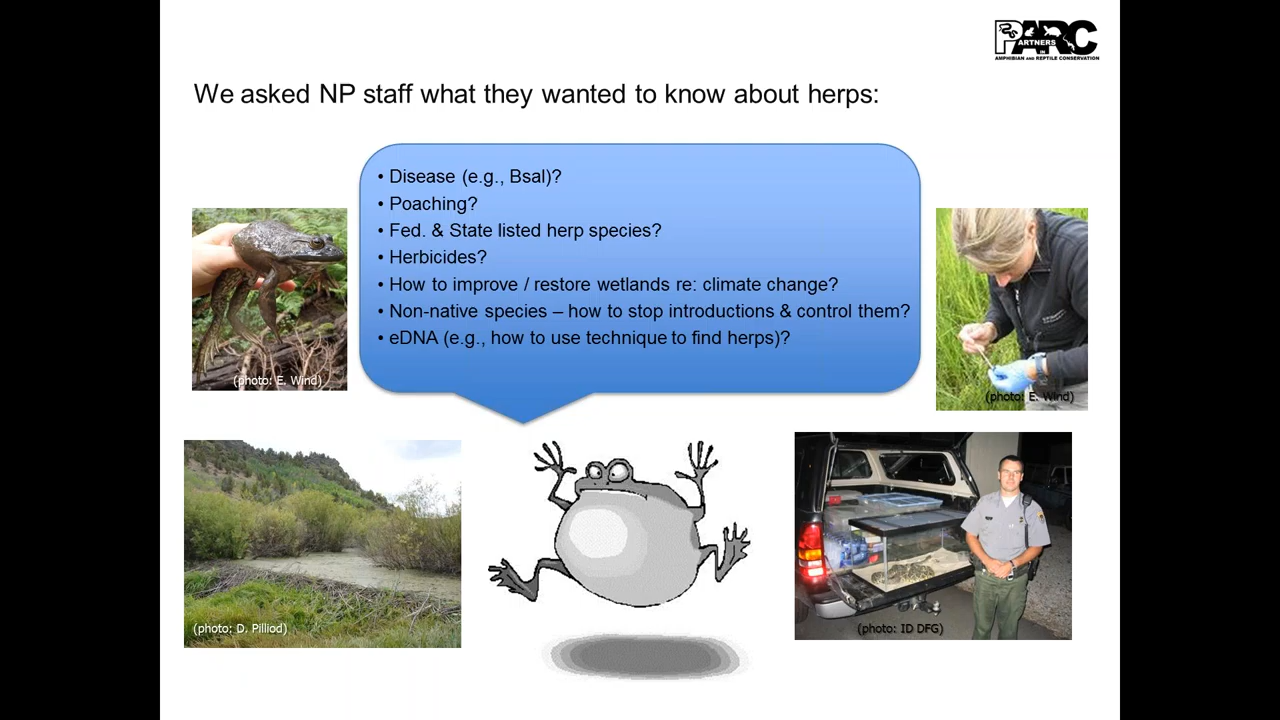 PARC
PARTNERS
IN
AMPHIBIAN AND REPTILE CONSERVATION
We asked NP staff what they wanted to know about herps:
• Disease (e.g., Bsal)?
• Poaching?
• Fed. & State listed herp species?
• Herbicides?
• How to improve / restore wetlands re: climate change?
• Non-native species – how to stop introductions & control them?
• eDNA (e.g., how to use technique to find herps)?
(photo: E. Wind)
(photo: E. Wind)
(photo: D. Pilliod)
(photo: ID DFG)